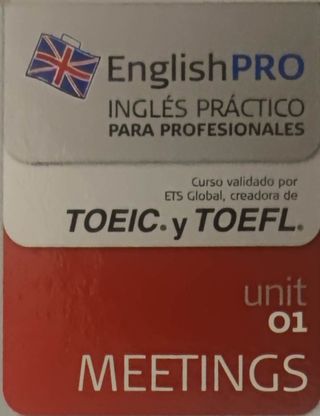 EnglishPRO
INGLÉS PRÁCTICO
PARA PROFESIONALES
Curso validado por
ETS Global, creadora de
TOEIC® y TOEFL®
unit
01
MEETINGS